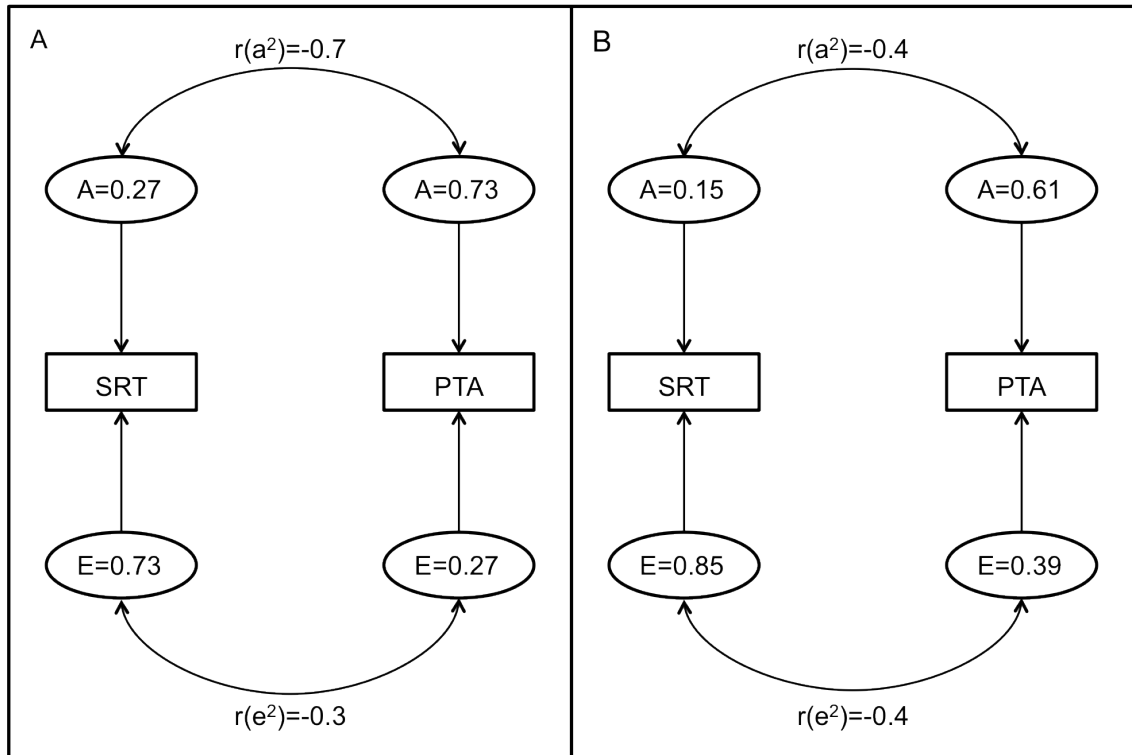 A
r(a²)=-0.7
A=0.27
A=0.73
SRT
PTA
E=0.73
E=0.27
r(e²)=-0.3
B
r(a²)=-0.4
A=0.15
A=0.61
SRT
PTA
E=0.85
E=0.39
r(e²)=-0.4